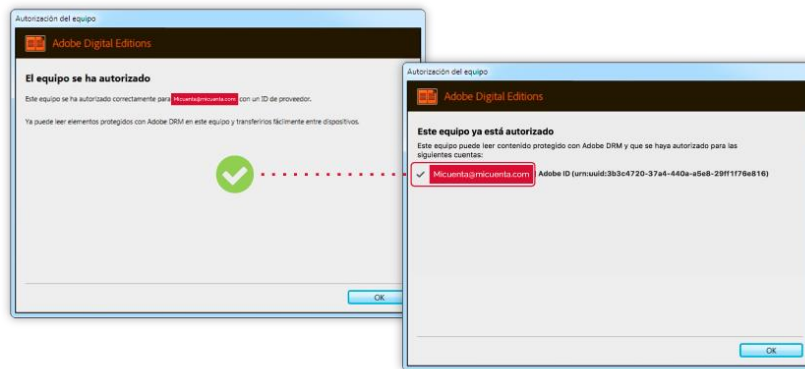 Autorización del equipo
Adobe Digital Editions
El equipo se ha autorizado
Este equipo se ha autorizado correctamente para Micuenta@micuenta.com con un ID de proveedor.
Ya puede leer elementos protegidos con Adobe DRM en este equipo y transferirlos fácilmente entre dispositivos.
OK
Autorización del equipo
Adobe Digital Editions
Este equipo ya está autorizado
Este equipo puede leer contenido protegido con Adobe DRM y que se haya autorizado para las
siguientes cuentas:
Micuenta@micuenta.com Adobe ID (urn:uuid:3b3c4720-37a4-440a-a5e8-29ff1f76e816)
OK